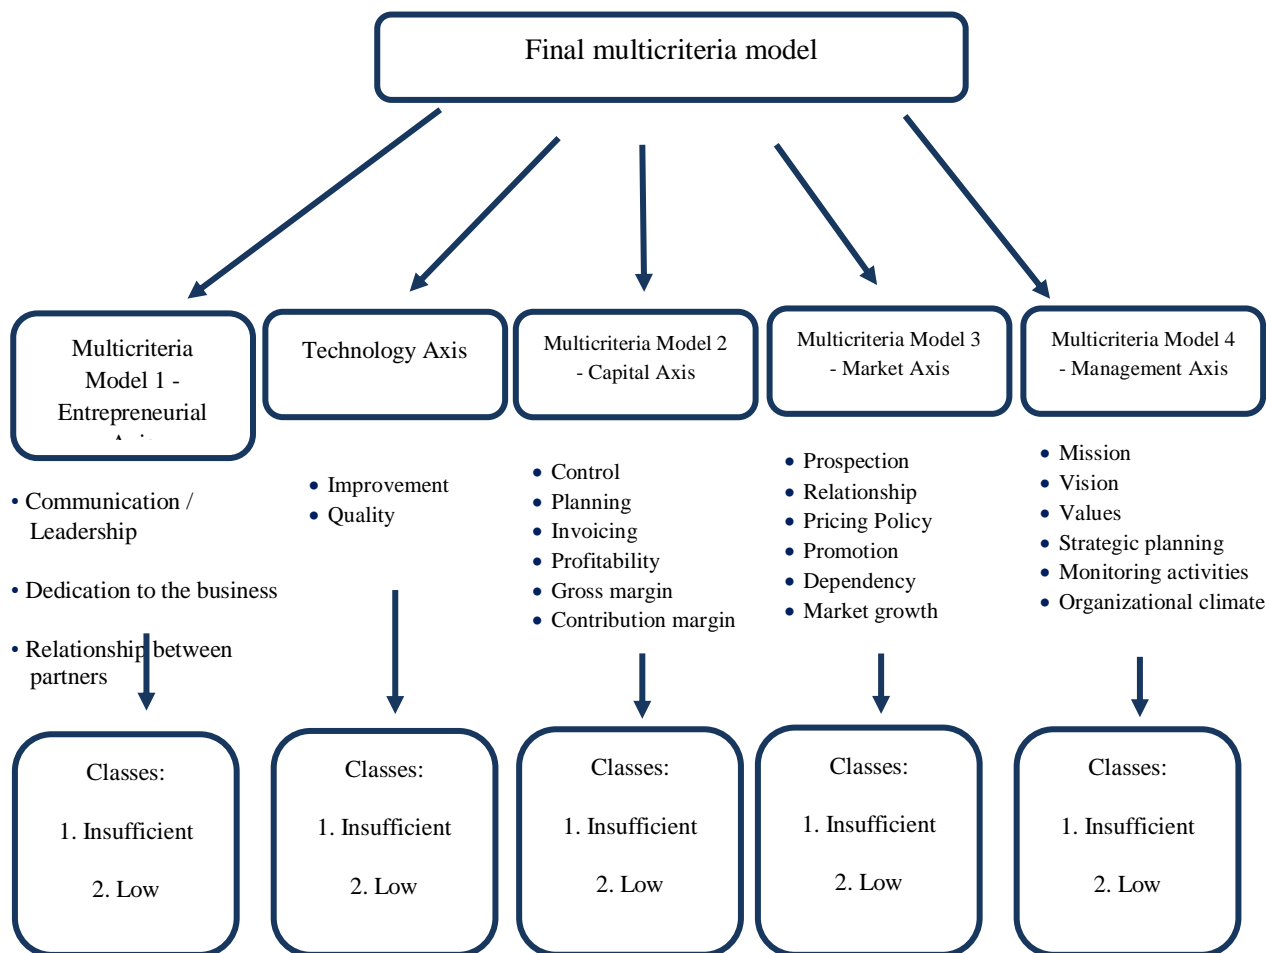 Final multicriteria model
Multicriteria
Model 1 -
Entrepreneurial
Technology Axis
Multicriteria Model 2
- Capital Axis
Multicriteria Model 3
- Market Axis
Multicriteria Model 4
- Management Axis
• Communication /
Leadership
• Dedication to the business
• Relationship between
partners
• Improvement
• Quality
• Control
• Planning
• Invoicing
• Profitability
• Gross margin
• Contribution margin
• Prospection
• Relationship
• Pricing Policy
• Promotion
• Dependency
• Market growth
• Mission
• Vision
• Values
• Strategic planning
• Monitoring activities
• Organizational climate
Classes:
1. Insufficient
2. Low
Classes:
1. Insufficient
2. Low
Classes:
1. Insufficient
2. Low
Classes:
1. Insufficient
2. Low
Classes:
1. Insufficient
2. Low